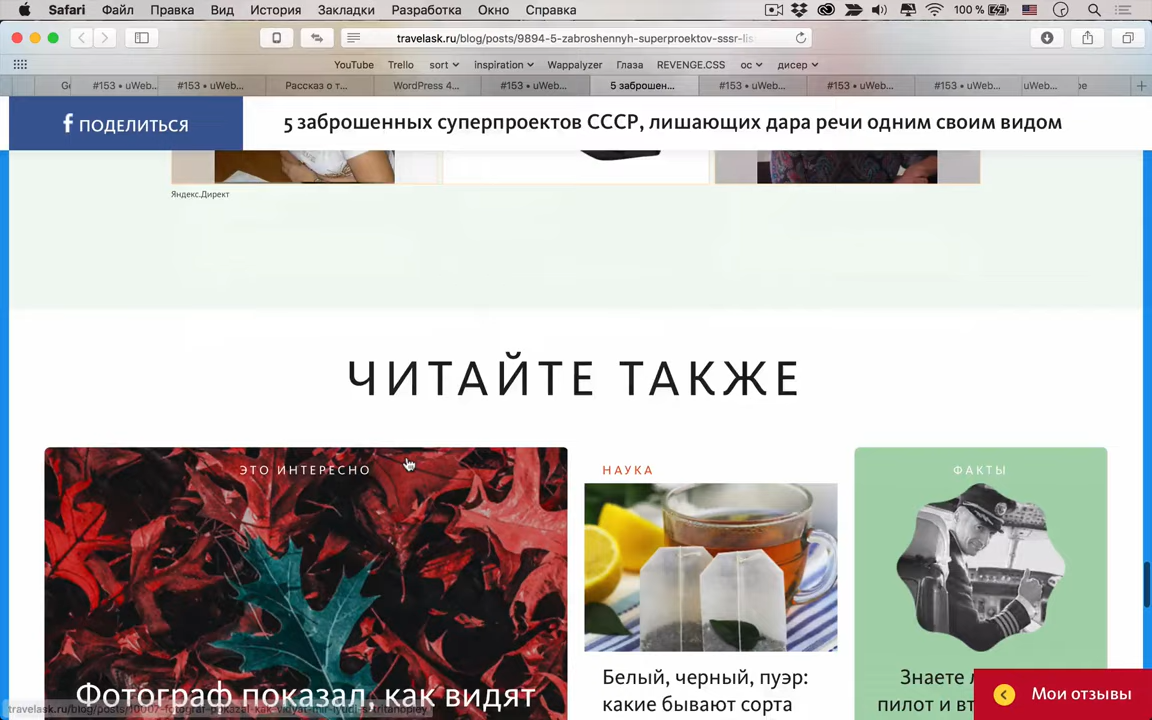 Safari Файл Правка Вид История Закладки Разработка Окно Справка 100 %
travelask.ru/blog/posts/9894-5-zabroshennyh-superproektov-sssr-lis
YouTube Trello sort inspiration Wappalyzer Глаза REVENGE.CSS ос дисер
#153 • uWeb... #153 • uWeb... Рассказ о т... WordPress 4... #153 • uWeb... 5 заброшен... #153 • uWeb... #153 • uWeb... #153 • uWeb... uWeb...
f ПОДЕЛИТЬСЯ 5 заброшенных суперпроектов СССР, лишающих дара речи одним своим видом
Яндекс.Директ
ЧИТАЙТЕ ТАКЖЕ
ЭТО ИНТЕРЕСНО НАУКА ФАКТЫ
Фотограф показал, как видят
Белый, черный, пуэр:
какие бывают сорта
Знаете
пилот и вт
Мои отзывы